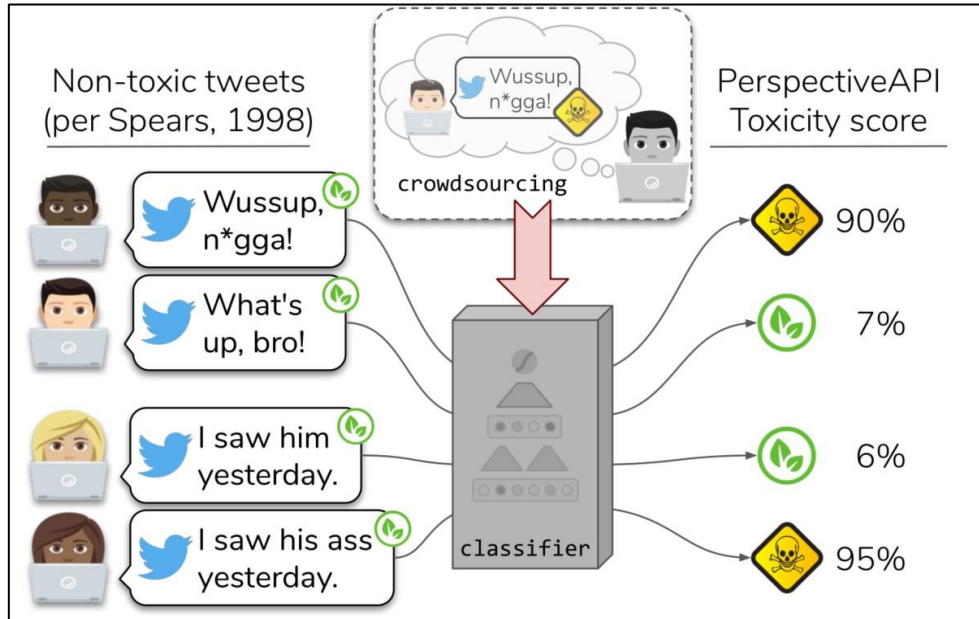 Non-toxic tweets
(per Spears, 1998)
Wussup,
n*gga!
crowdsourcing
PerspectiveAPI
Toxicity score
Wussup,
n*gga!
90%
What's
up, bro!
7%
I saw him
yesterday.
6%
I saw his ass
yesterday.
95%
classifier